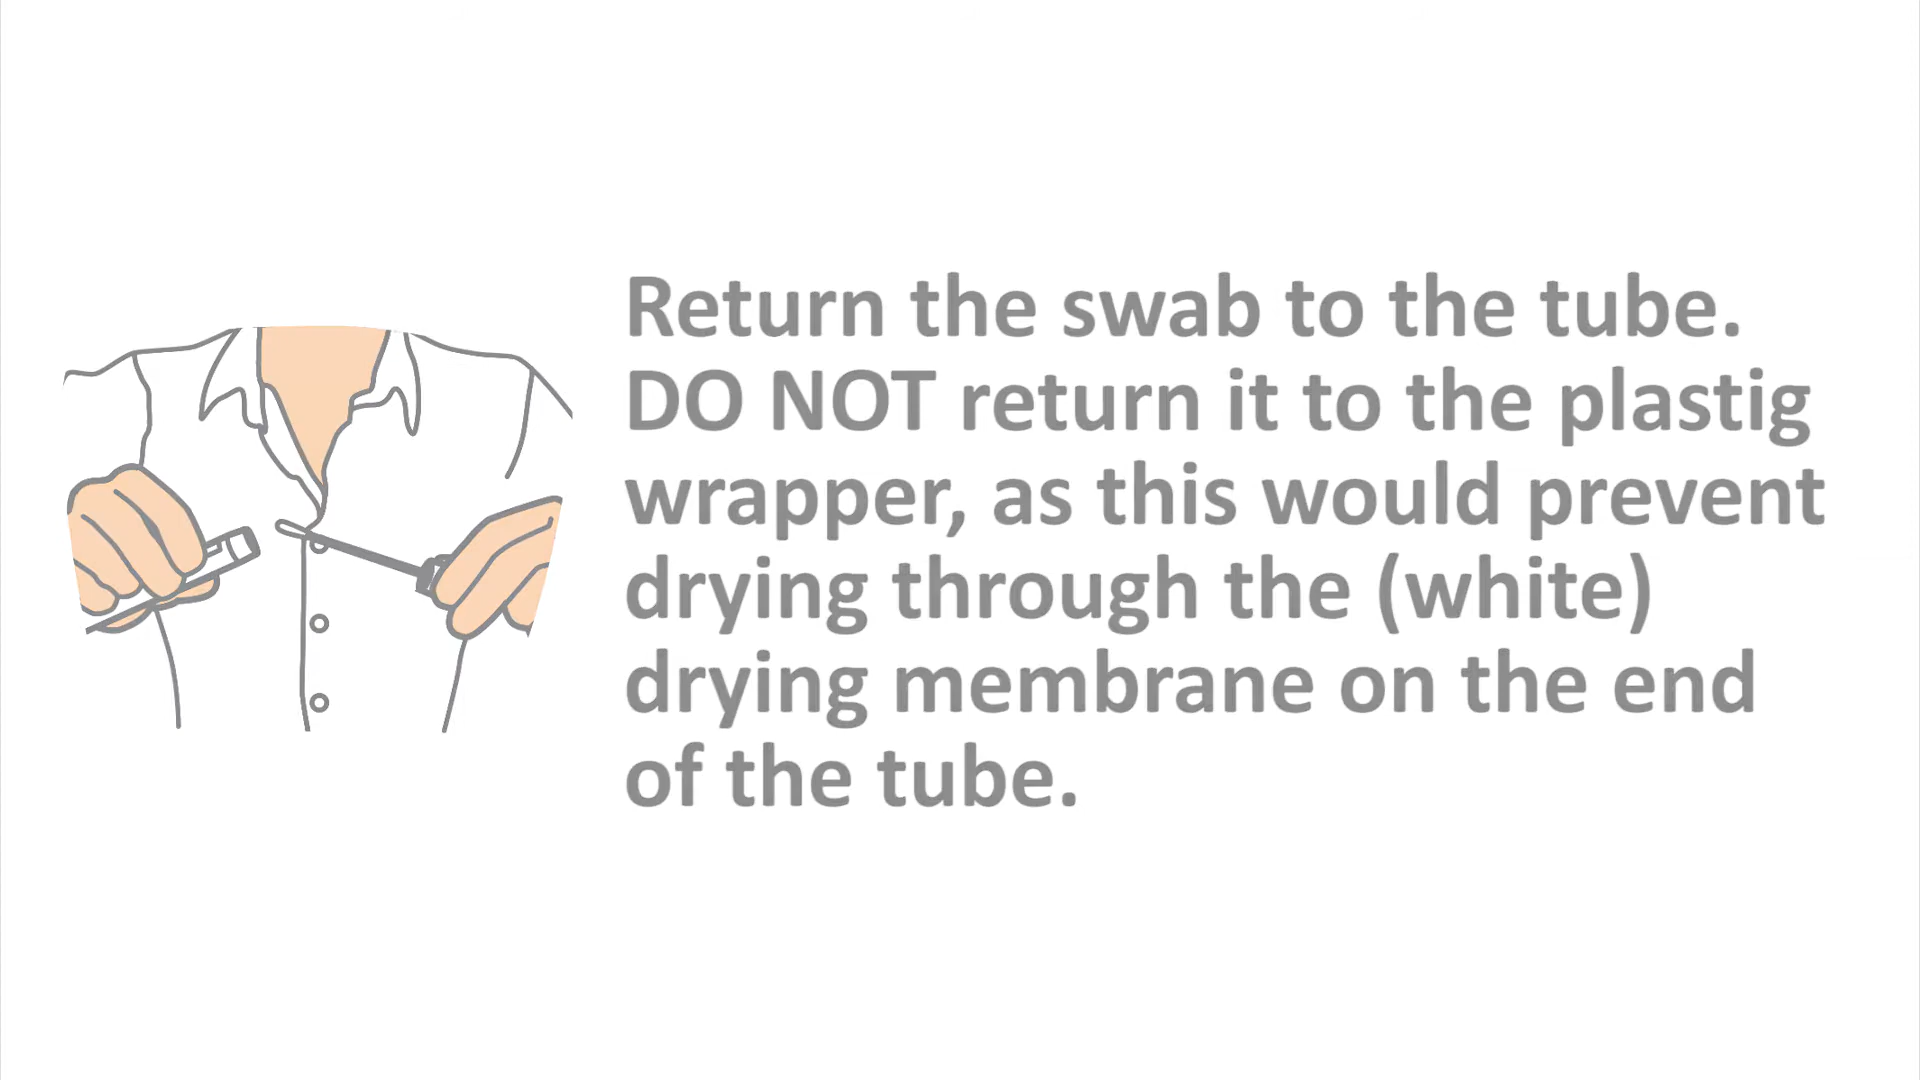 Return the swab to the tube.
DO NOT return it to the plastig
wrapper, as this would prevent
drying through the (white)
drying membrane on the end
of the tube.